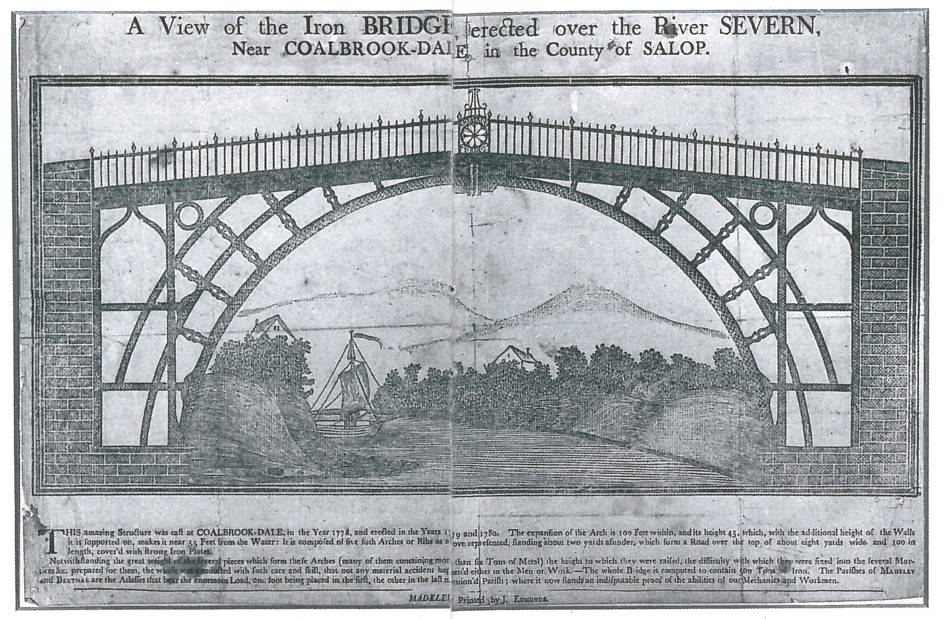 A View of the Iron BRIDGE, erected over the River SEVERN,
Near COALBROOK-DALE, in the County of SALOP.
THIS amazing Structure was cast at COALBROOK-DALE, in the Year 1778, and erected in the Years 1779 and 1780. The expansion of the Arch is 100 Feet within, and its height 45, which, with the additional height of the Walls
it is supported on, makes it near 55 Feet from the Water: It is composed of five such Arches or Ribs as above represented, standing about two yards asunder, which form a Road over the top of about eight yards wide and 100 in
length, cover'd with strong Iron Plates.
Notwithstanding the great weight of the several pieces which form these Arches (many of them containing more than six Tons of Metal) the height to which they were raised, the difficulty with which they were fixed into the several Mor-
tices &c. prepared for them, the whole was conducted with such care and skill, that not any material accident happen'd either to the Men or Work.—The whole Bridge is computed to contain 300 Tons of Iron. The Parishes of MADELEY
and BENTHAL are the Atlasses that bear the enormous Load, one foot being placed in the first, the other in the last mention'd Parish; where it now stands an indisputable proof of the abilities of our Mechanics and Workmen.
MADELEY Printed by J. EDMUNDS.